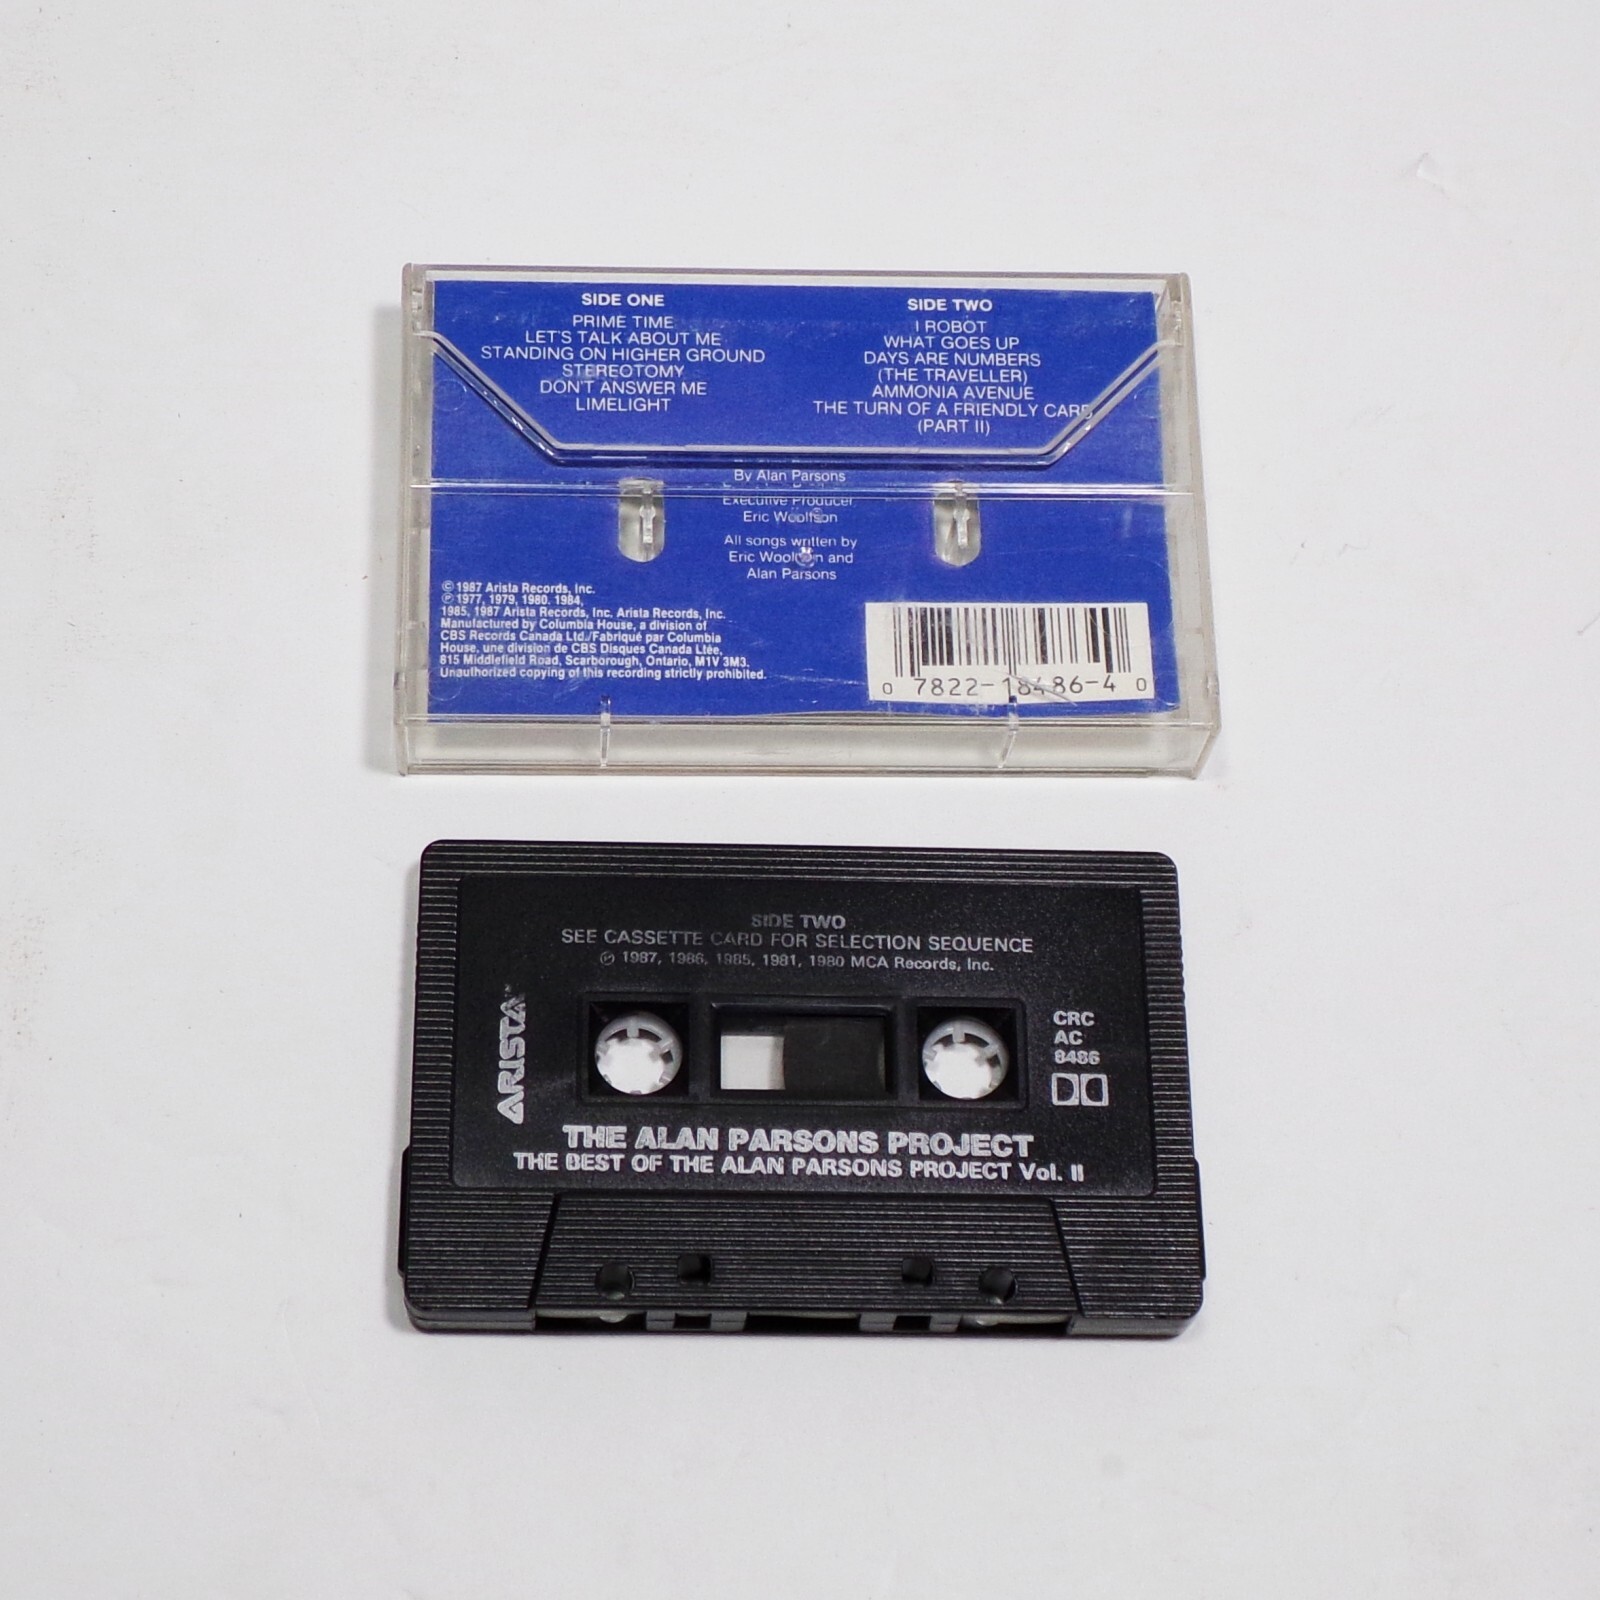 SIDE ONE
PRIME TIME
LET'S TALK ABOUT ME
STANDING ON HIGHER GROUND
STEREOTOMY
DON'T ANSWER ME
LIMELIGHT
SIDE TWO
I ROBOT
WHAT GOES UP
DAYS ARE NUMBERS
(THE TRAVELLER)
AMMONIA AVENUE
THE TURN OF A FRIENDLY CARD
(PART II)
By Alan Parsons
Executive Producer
Eric Woolfson
All songs written by
Eric Woolfson and
Alan Parsons
© 1987 Arista Records, Inc.
℗ 1977, 1979, 1980. 1984,
1985, 1987 Arista Records, Inc. Arista Records, Inc.
Manufactured by Columbia House, a division of
CBS Records Canada Ltd./Fabriqué par Columbia
House, une division de CBS Disques Canada Ltée,
815 Middlefield Road, Scarborough, Ontario, M1V 3M3.
Unauthorized copying of this recording strictly prohibited.
0 7822-18486-4 0
SIDE TWO
SEE CASSETTE CARD FOR SELECTION SEQUENCE
℗ 1987, 1986, 1985, 1981, 1980 MCA Records, Inc.
ARISTA™
CRC
AC
8486
THE ALAN PARSONS PROJECT
THE BEST OF THE ALAN PARSONS PROJECT Vol. II